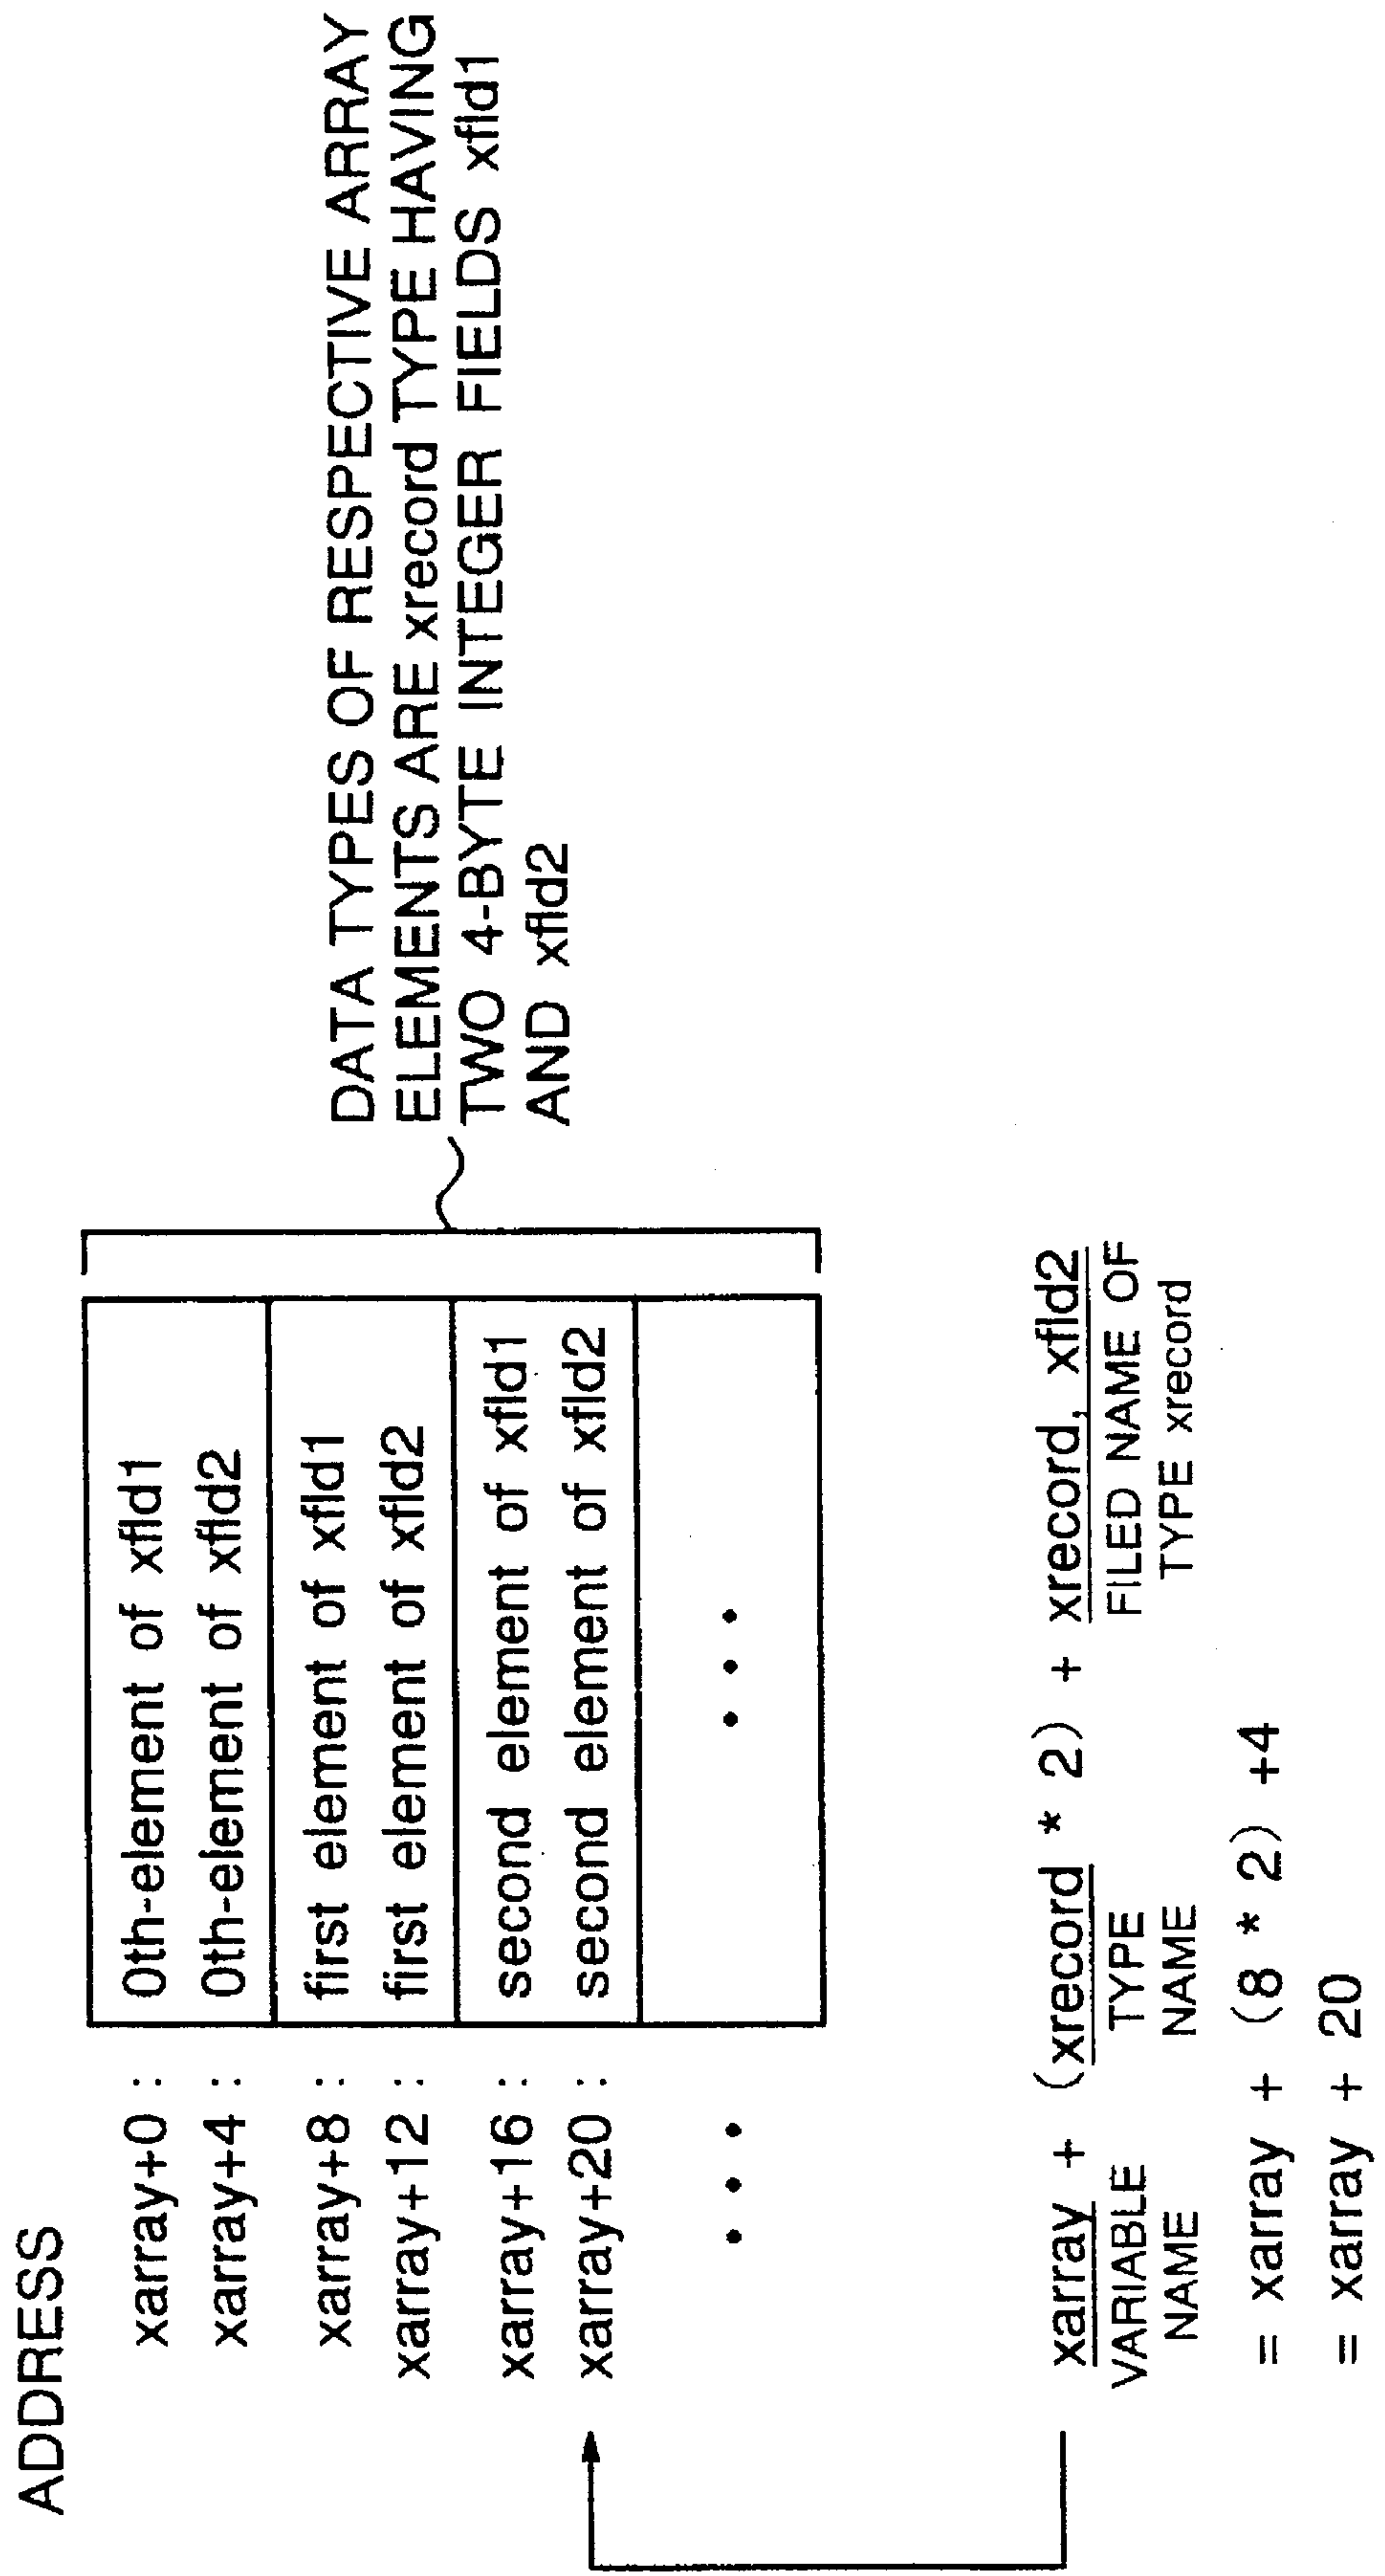 ADDRESS
xarray+0 : 0th-element of xfld1
xarray+4 : 0th-element of xfld2
xarray+8 : first element of xfld1
xarray+12 : first element of xfld2
xarray+16 : second element of xfld1
xarray+20 : second element of xfld2
• • • • • •
DATA TYPES OF RESPECTIVE ARRAY
ELEMENTS ARE xrecord TYPE HAVING
TWO 4-BYTE INTEGER FIELDS xfld1
AND xfld2
xarray + (xrecord * 2) + xrecord, xfld2
VARIABLE TYPE FILED NAME OF
NAME NAME TYPE xrecord
= xarray + (8 * 2) +4
= xarray + 20